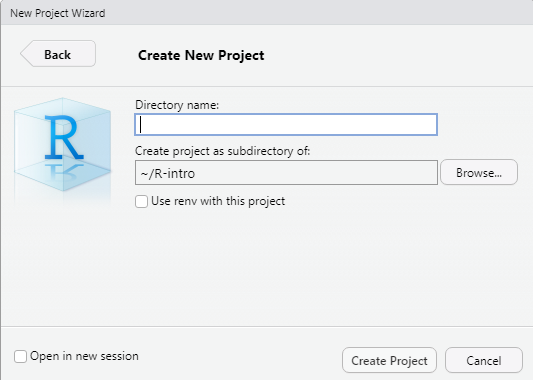 New Project Wizard
Back
Create New Project
R
Directory name:
Create project as subdirectory of:
~/R-intro
Browse...
Use renv with this project
Open in new session
Create Project
Cancel